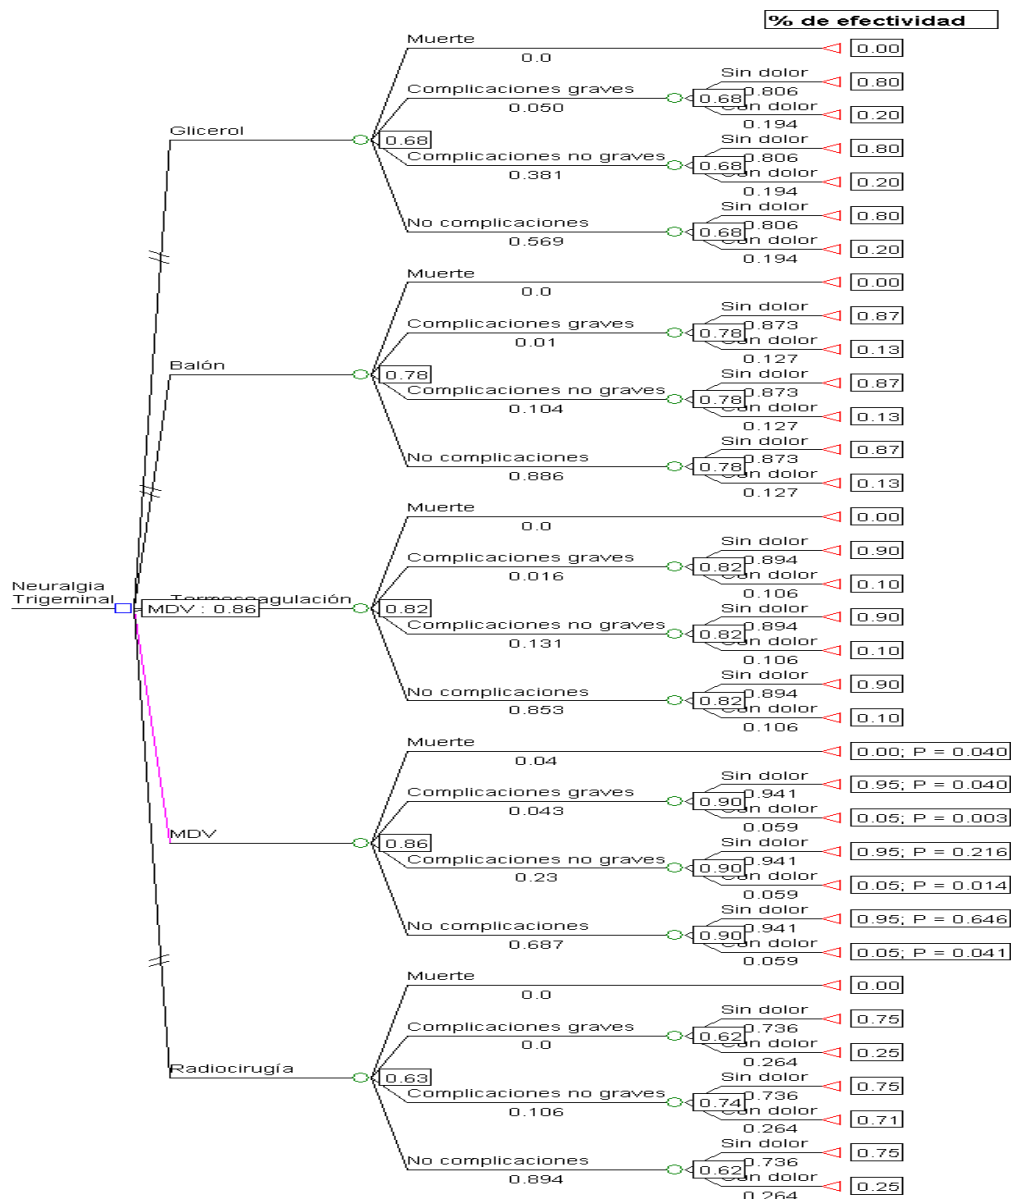 % de efectividad
Muerte
0.0
0.00
Complicaciones graves
0.050
0.68
Sin dolor
0.806
0.80
Con dolor
0.194
0.20
Glicerol
0.68
Complicaciones no graves
0.381
0.68
Sin dolor
0.806
0.80
Con dolor
0.194
0.20
No complicaciones
0.569
0.68
Sin dolor
0.806
0.80
Con dolor
0.194
0.20
Muerte
0.0
0.00
Complicaciones graves
0.01
0.78
Sin dolor
0.873
0.87
Con dolor
0.127
0.13
Balón
0.78
Complicaciones no graves
0.104
0.78
Sin dolor
0.873
0.87
Con dolor
0.127
0.13
No complicaciones
0.886
0.78
Sin dolor
0.873
0.87
Con dolor
0.127
0.13
Muerte
0.0
0.00
Complicaciones graves
0.016
0.82
Sin dolor
0.894
0.90
Con dolor
0.106
0.10
Neuralgia
Trigeminal
MDV : 0.86
Termocoagulación
0.82
Complicaciones no graves
0.131
0.82
Sin dolor
0.894
0.90
Con dolor
0.106
0.10
No complicaciones
0.853
0.82
Sin dolor
0.894
0.90
Con dolor
0.106
0.10
Muerte
0.04
0.00; P = 0.040
Complicaciones graves
0.043
0.90
Sin dolor
0.941
0.95; P = 0.040
Con dolor
0.059
0.05; P = 0.003
MDV
0.86
Complicaciones no graves
0.23
0.90
Sin dolor
0.941
0.95; P = 0.216
Con dolor
0.059
0.05; P = 0.014
No complicaciones
0.687
0.90
Sin dolor
0.941
0.95; P = 0.646
Con dolor
0.059
0.05; P = 0.041
Muerte
0.0
0.00
Complicaciones graves
0.0
0.62
Sin dolor
0.736
0.75
Con dolor
0.264
0.25
Radiocirugía
0.63
Complicaciones no graves
0.106
0.74
Sin dolor
0.736
0.75
Con dolor
0.264
0.71
No complicaciones
0.894
0.62
Sin dolor
0.736
0.75
Con dolor
0.264
0.25